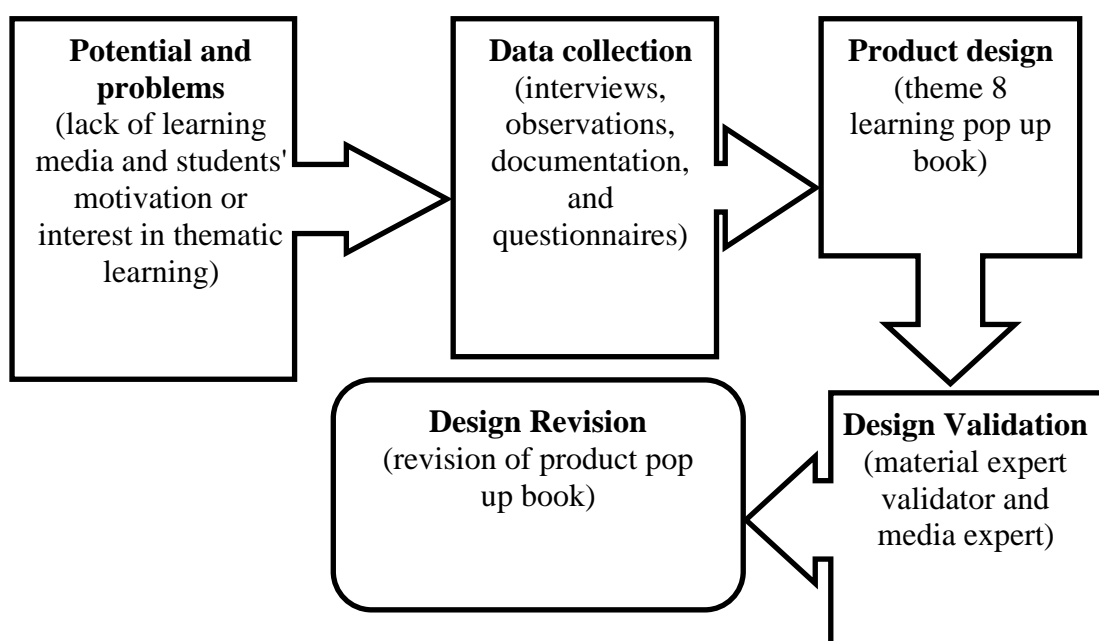 Potential and
problems
(lack of learning
media and students'
motivation or
interest in thematic
learning)
Data collection
(interviews,
observations,
documentation,
and
questionnaires)
Product design
(theme 8
learning pop up
book)
Design Validation
(material expert
validator and
media expert)
Design Revision
(revision of product pop
up book)